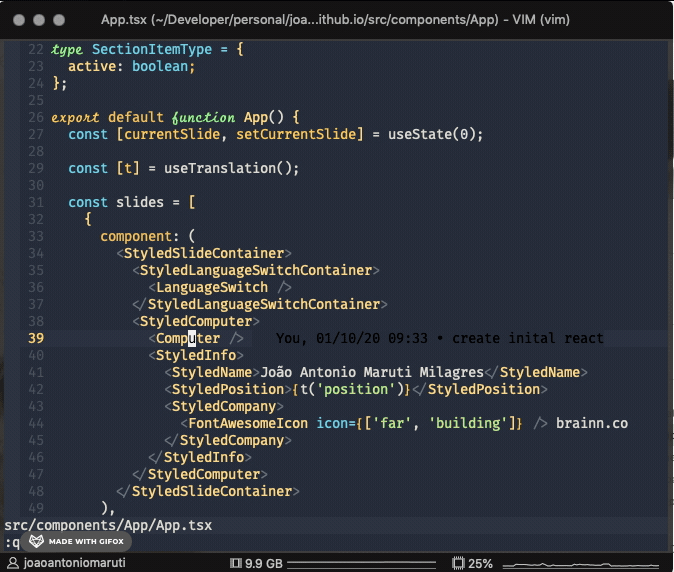 App.tsx (~/Developer/personal/joa...ithub.io/src/components/App) - VIM (vim)
22 type SectionItemType = {
23   active: boolean;
24 };
25
26 export default function App() {
27   const [currentSlide, setCurrentSlide] = useState(0);
28
29   const [t] = useTranslation();
30
31   const slides = [
32     {
33       component: (
34         <StyledSlideContainer>
35           <StyledLanguageSwitchContainer>
36             <LanguageSwitch />
37           </StyledLanguageSwitchContainer>
38           <StyledComputer>
39             <Computer />    You, 01/10/20 09:33 • create inital react
40             <StyledInfo>
41               <StyledName>João Antonio Maruti Milagres</StyledName>
42               <StyledPosition>{t('position')}</StyledPosition>
43               <StyledCompany>
44                 <FontAwesomeIcon icon={['far', 'building']} /> brainn.co
45               </StyledCompany>
46             </StyledInfo>
47           </StyledComputer>
48         </StyledSlideContainer>
49       ),
src/components/App/App.tsx
:q
MADE WITH GIFOX
joaoantoniomaruti 9.9 GB 25%